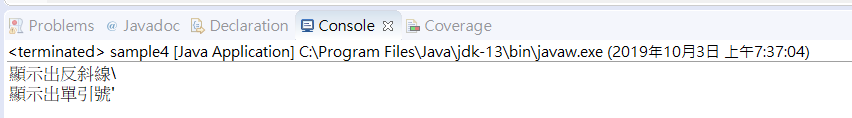 Problems Javadoc Declaration Console Coverage
<terminated> sample4 [Java Application] C:\Program Files\Java\jdk-13\bin\javaw.exe (2019年10月3日 上午7:37:04)
顯示出反斜線\
顯示出單引號'